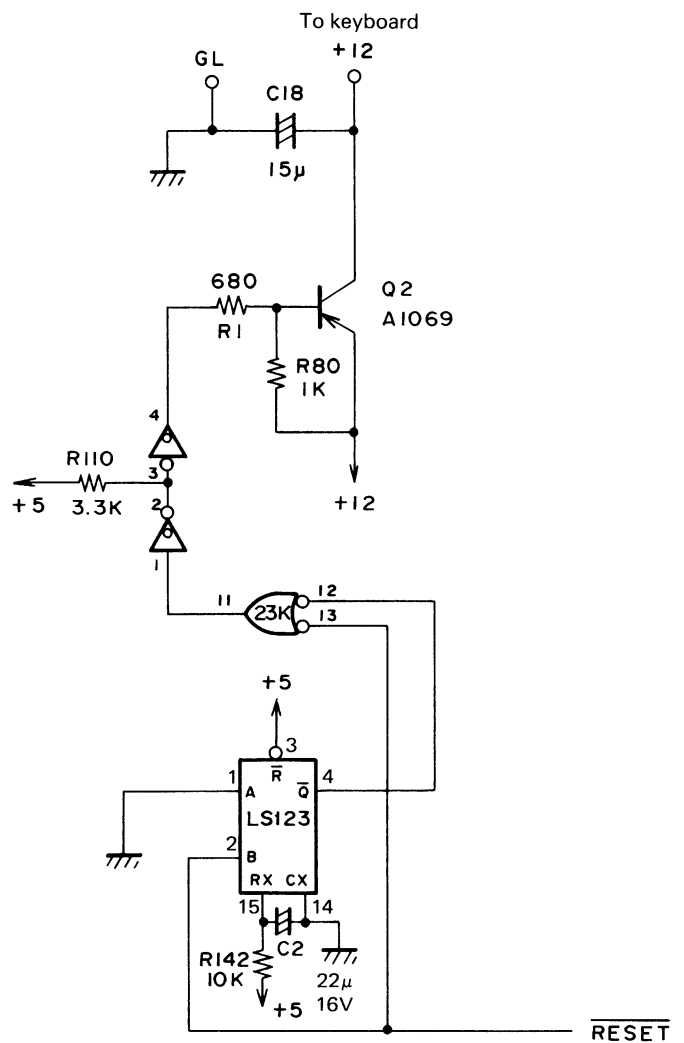 To keyboard
+12
GL
C18
15μ
680
R1
Q2
A1069
R80
1K
4
R110
3
+5
3.3K
2
+12
1
11
23K
12
13
+5
3
R̅
1
A
Q̅
4
LS123
2
B
RX CX
15
14
C2
R142
10K
22μ
16V
+5
R̅E̅S̅E̅T̅